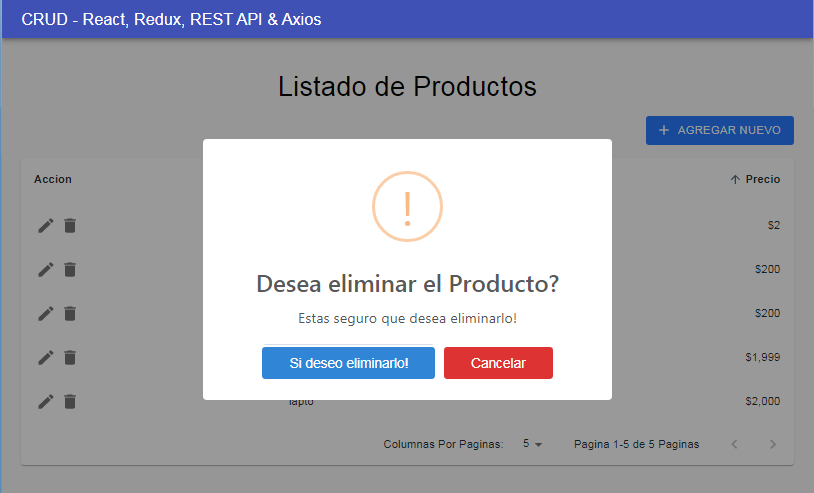 CRUD - React, Redux, REST API & Axios
Listado de Productos
+ AGREGAR NUEVO
Accion
Precio
$2
$200
$200
$1,999
$2,000
!
Desea eliminar el Producto?
Estas seguro que desea eliminarlo!
Si deseo eliminarlo!
Cancelar
lapto
Columnas Por Paginas: 5 Pagina 1-5 de 5 Paginas